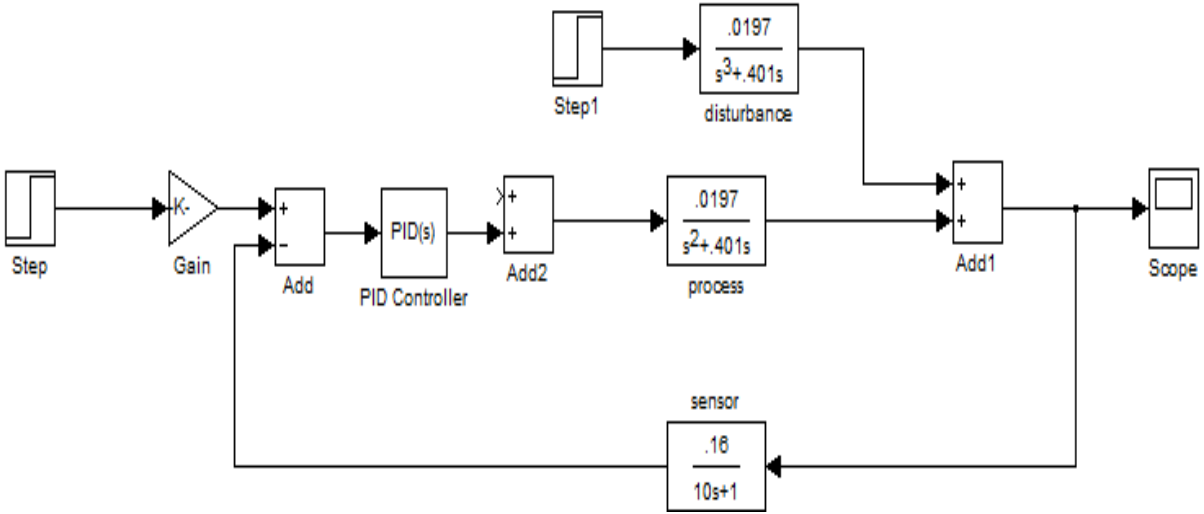 .0197
s3+.401s
Step1
disturbance
Step
K-
Gain
+
−
Add
PID(s)
PID Controller
+
+
Add2
.0197
s2+.401s
process
+
+
Add1
Scope
sensor
.16
10s+1